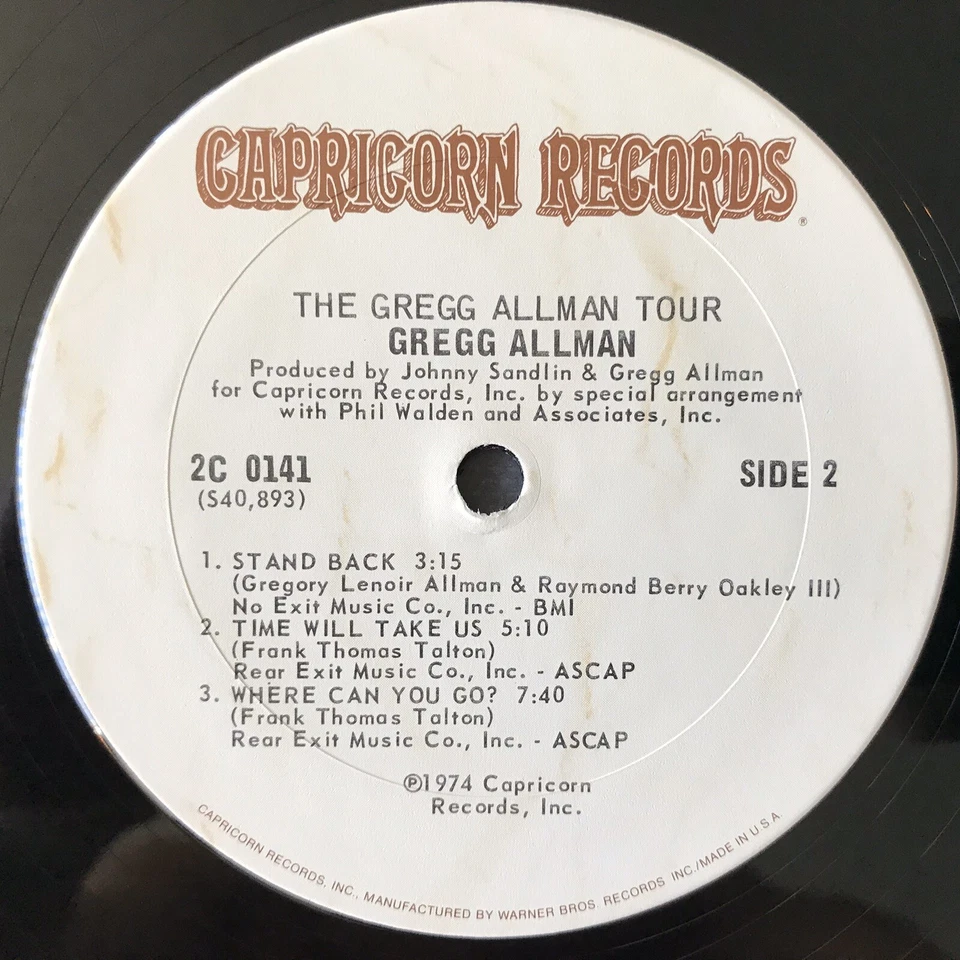 CAPRICORN RECORDS ®
THE GREGG ALLMAN TOUR
GREGG ALLMAN
Produced by Johnny Sandlin & Gregg Allman
for Capricorn Records, Inc. by special arrangement
with Phil Walden and Associates, Inc.
2C 0141
(S40,893)
SIDE 2
1. STAND BACK 3:15
(Gregory Lenoir Allman & Raymond Berry Oakley III)
No Exit Music Co., Inc. - BMI
2. TIME WILL TAKE US 5:10
(Frank Thomas Talton)
Rear Exit Music Co., Inc. - ASCAP
3. WHERE CAN YOU GO? 7:40
(Frank Thomas Talton)
Rear Exit Music Co., Inc. - ASCAP
℗1974 Capricorn
Records, Inc.
CAPRICORN RECORDS, INC., MANUFACTURED BY WARNER BROS. RECORDS INC./MADE IN U.S.A.